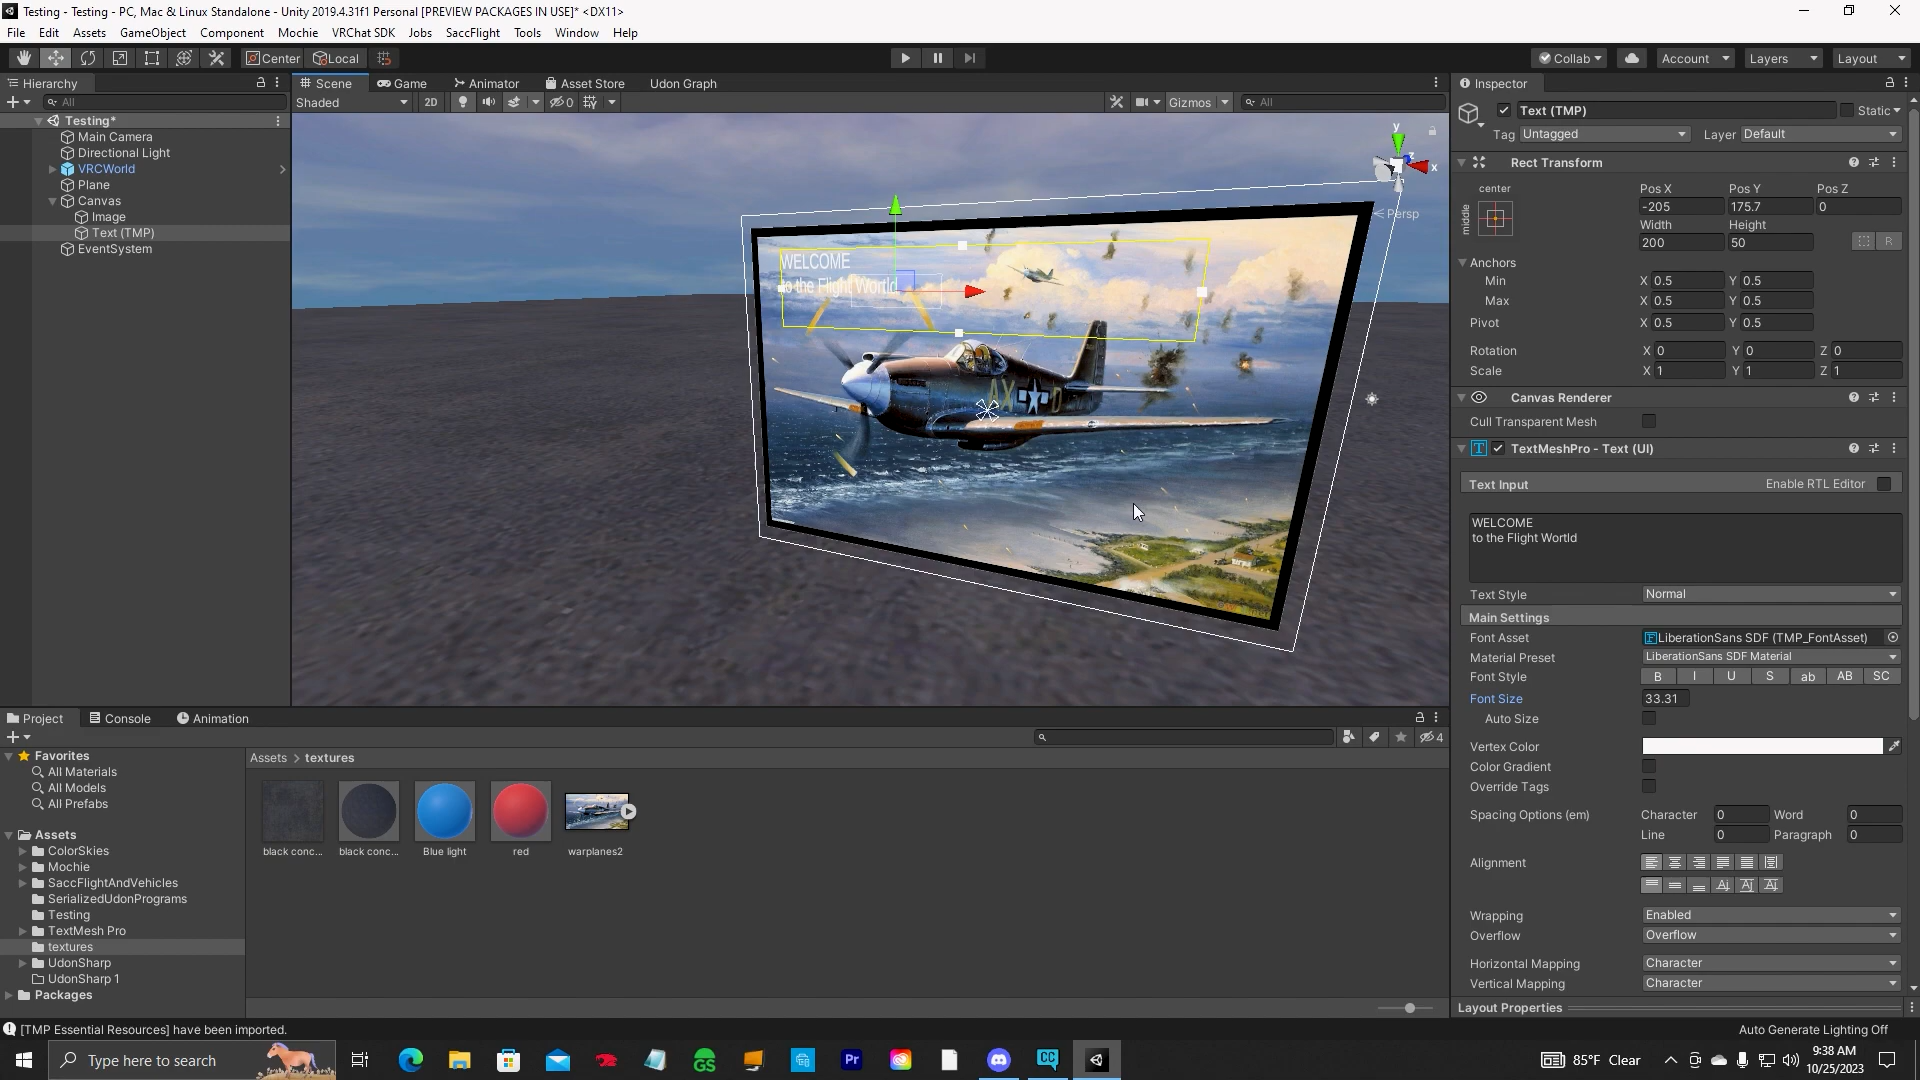 Testing - Testing - PC, Mac & Linux Standalone - Unity 2019.4.31f1 Personal [PREVIEW PACKAGES IN USE]* <DX11>
File Edit Assets GameObject Component Mochie VRChat SDK Jobs SaccFlight Tools Window Help
Center Local
Collab Account Layers Layout
Hierarchy
All
Testing*
Main Camera
Directional Light
VRCWorld
Plane
Canvas
Image
Text (TMP)
EventSystem
Scene Game Animator Asset Store Udon Graph
Shaded 2D 0 Gizmos All
y
x
z
Persp
WELCOME
to the Flight Wortld
AX D
Inspector
Text (TMP) Static
Tag Untagged Layer Default
Rect Transform
center
middle
Pos X Pos Y Pos Z
-205 175.7 0
Width Height
200 50
R
Anchors
Min X 0.5 Y 0.5
Max X 0.5 Y 0.5
Pivot X 0.5 Y 0.5
Rotation X 0 Y 0 Z 0
Scale X 1 Y 1 Z 1
Canvas Renderer
Cull Transparent Mesh
TextMeshPro - Text (UI)
Text Input Enable RTL Editor
WELCOME
to the Flight Wortld
Text Style Normal
Main Settings
Font Asset LiberationSans SDF (TMP_FontAsset)
Material Preset LiberationSans SDF Material
Font Style B I U S ab AB SC
Font Size 33.31
Auto Size
Vertex Color
Color Gradient
Override Tags
Spacing Options (em) Character 0 Word 0
Line 0 Paragraph 0
Alignment
Wrapping Enabled
Overflow Overflow
Horizontal Mapping Character
Vertical Mapping Character
Layout Properties
Project Console Animation
4
Favorites
All Materials
All Models
All Prefabs
Assets
ColorSkies
Mochie
SaccFlightAndVehicles
SerializedUdonPrograms
Testing
TextMesh Pro
textures
UdonSharp
UdonSharp 1
Packages
Assets > textures
black conc... black conc... Blue light red warplanes2
[TMP Essential Resources] have been imported.
Auto Generate Lighting Off
Type here to search
GS
Pr
CC
85°F Clear
9:38 AM
10/25/2023